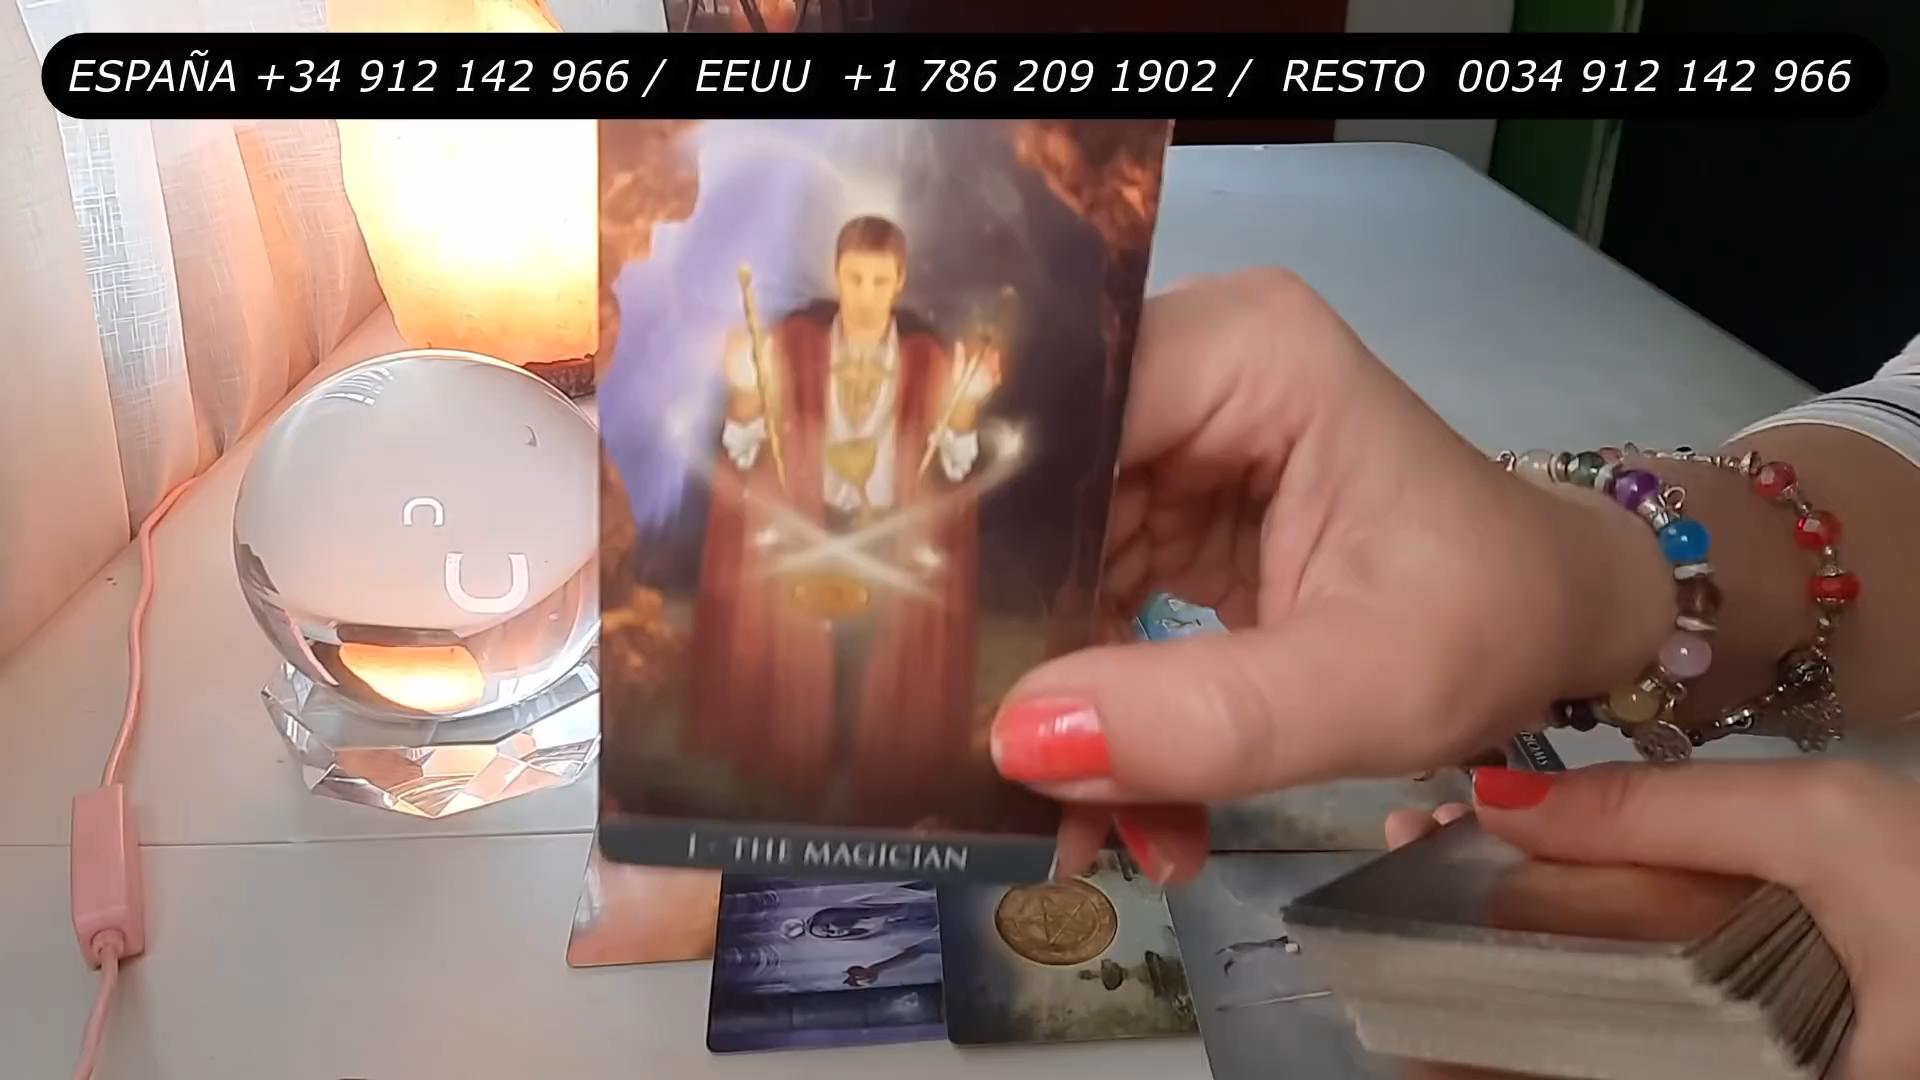 ESPAÑA +34 912 142 966 / EEUU +1 786 209 1902 / RESTO 0034 912 142 966
I · THE MAGICIAN